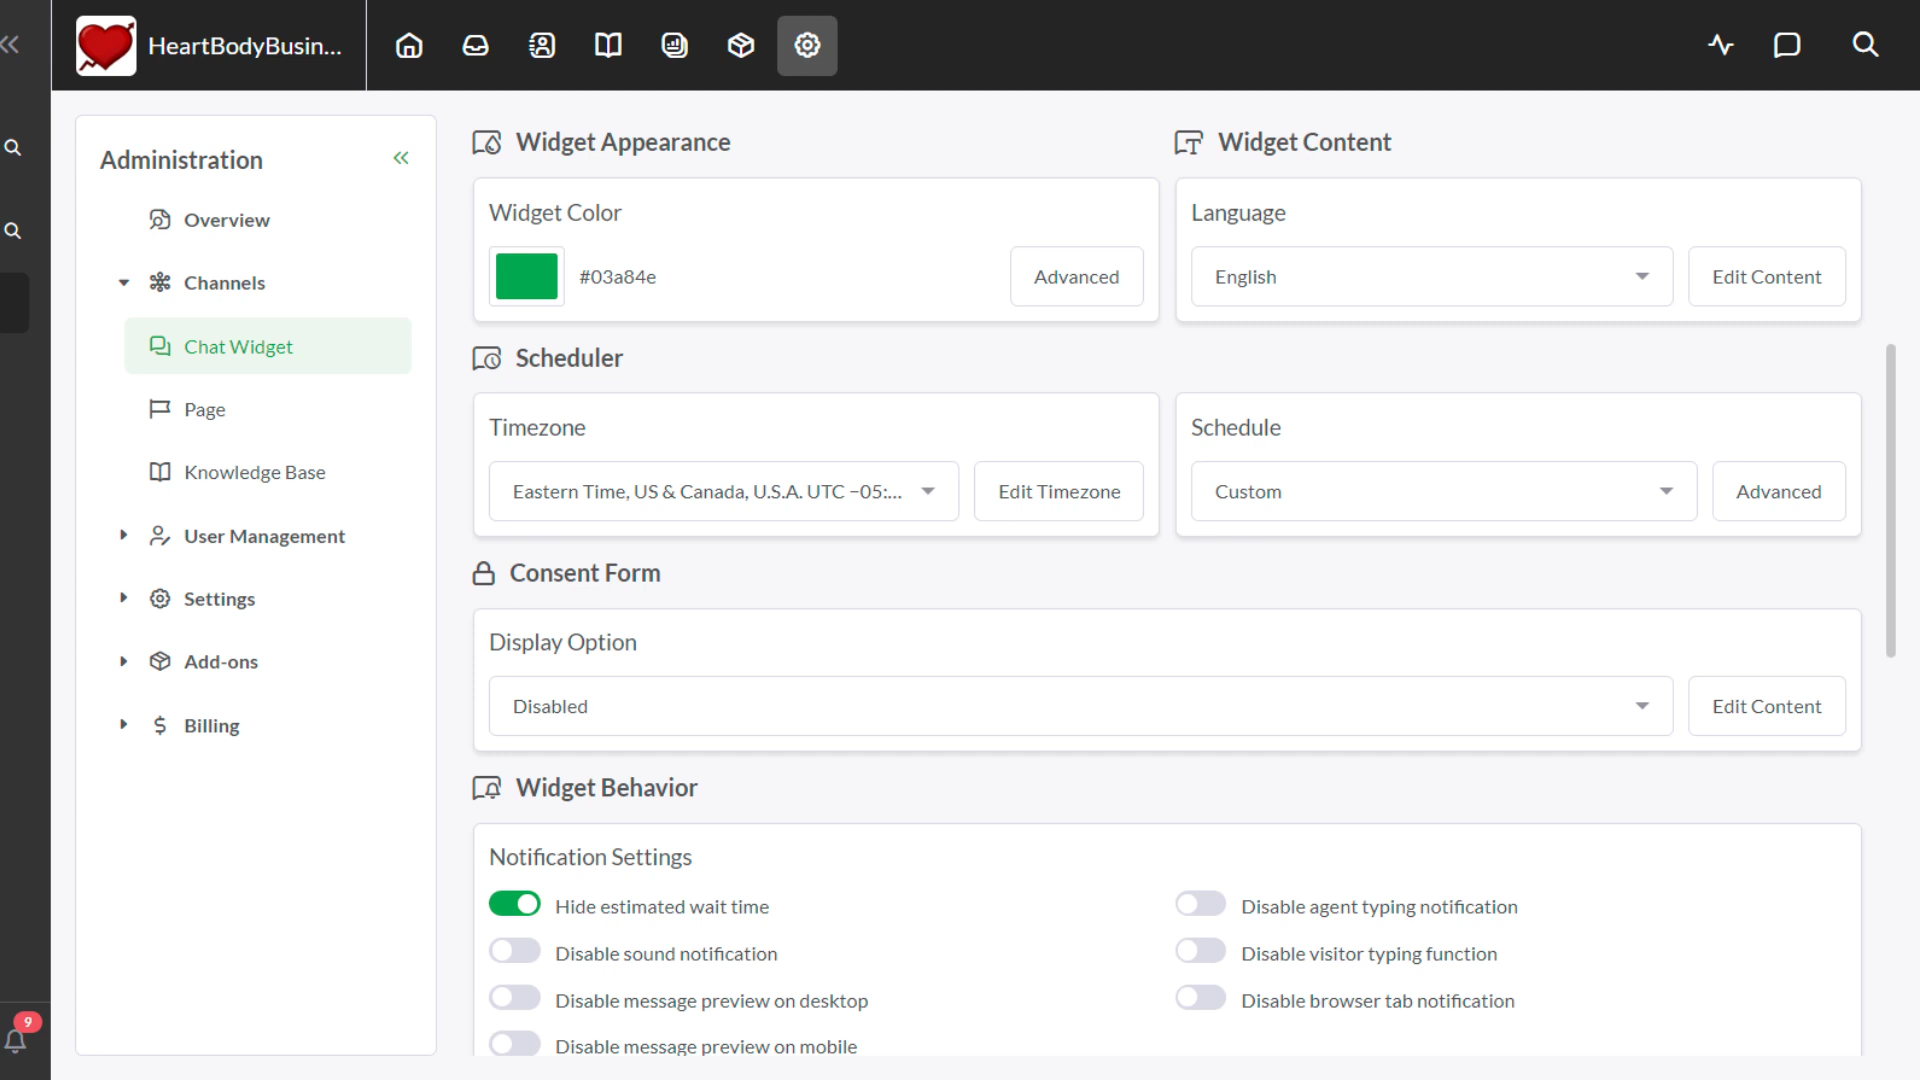 HeartBodyBusin...
Administration
Overview
Channels
Chat Widget
Page
Knowledge Base
User Management
Settings
Add-ons
Billing
9
Widget Appearance
Widget Color
#03a84e
Advanced
Widget Content
Language
English
Edit Content
Scheduler
Timezone
Eastern Time, US & Canada, U.S.A. UTC −05:...
Edit Timezone
Schedule
Custom
Advanced
Consent Form
Display Option
Disabled
Edit Content
Widget Behavior
Notification Settings
Hide estimated wait time
Disable agent typing notification
Disable sound notification
Disable visitor typing function
Disable message preview on desktop
Disable browser tab notification
Disable message preview on mobile